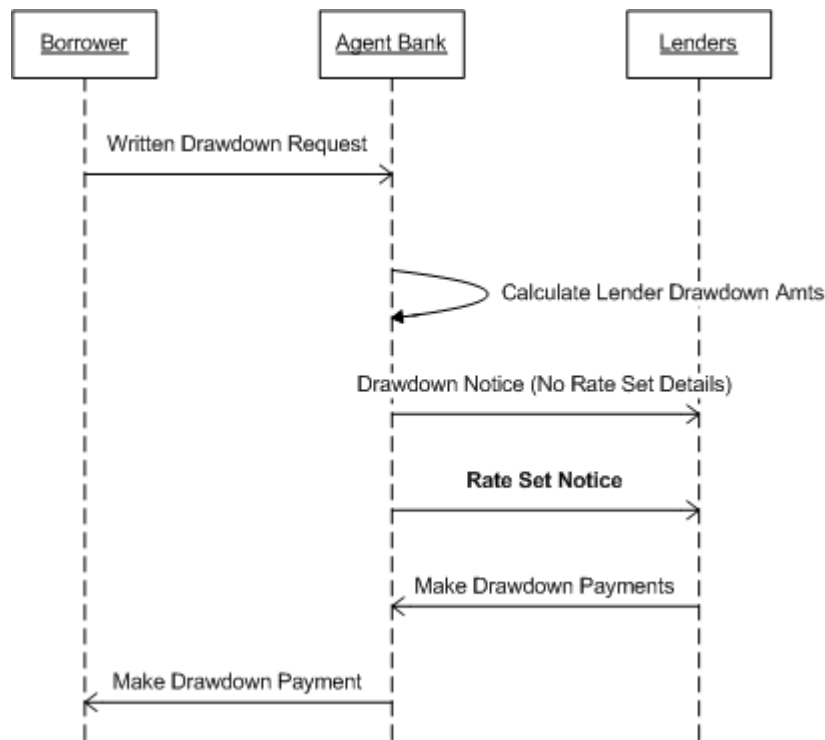 Borrower
Agent Bank
Lenders
Written Drawdown Request
Calculate Lender Drawdown Amts
Drawdown Notice (No Rate Set Details)
Rate Set Notice
Make Drawdown Payments
Make Drawdown Payment